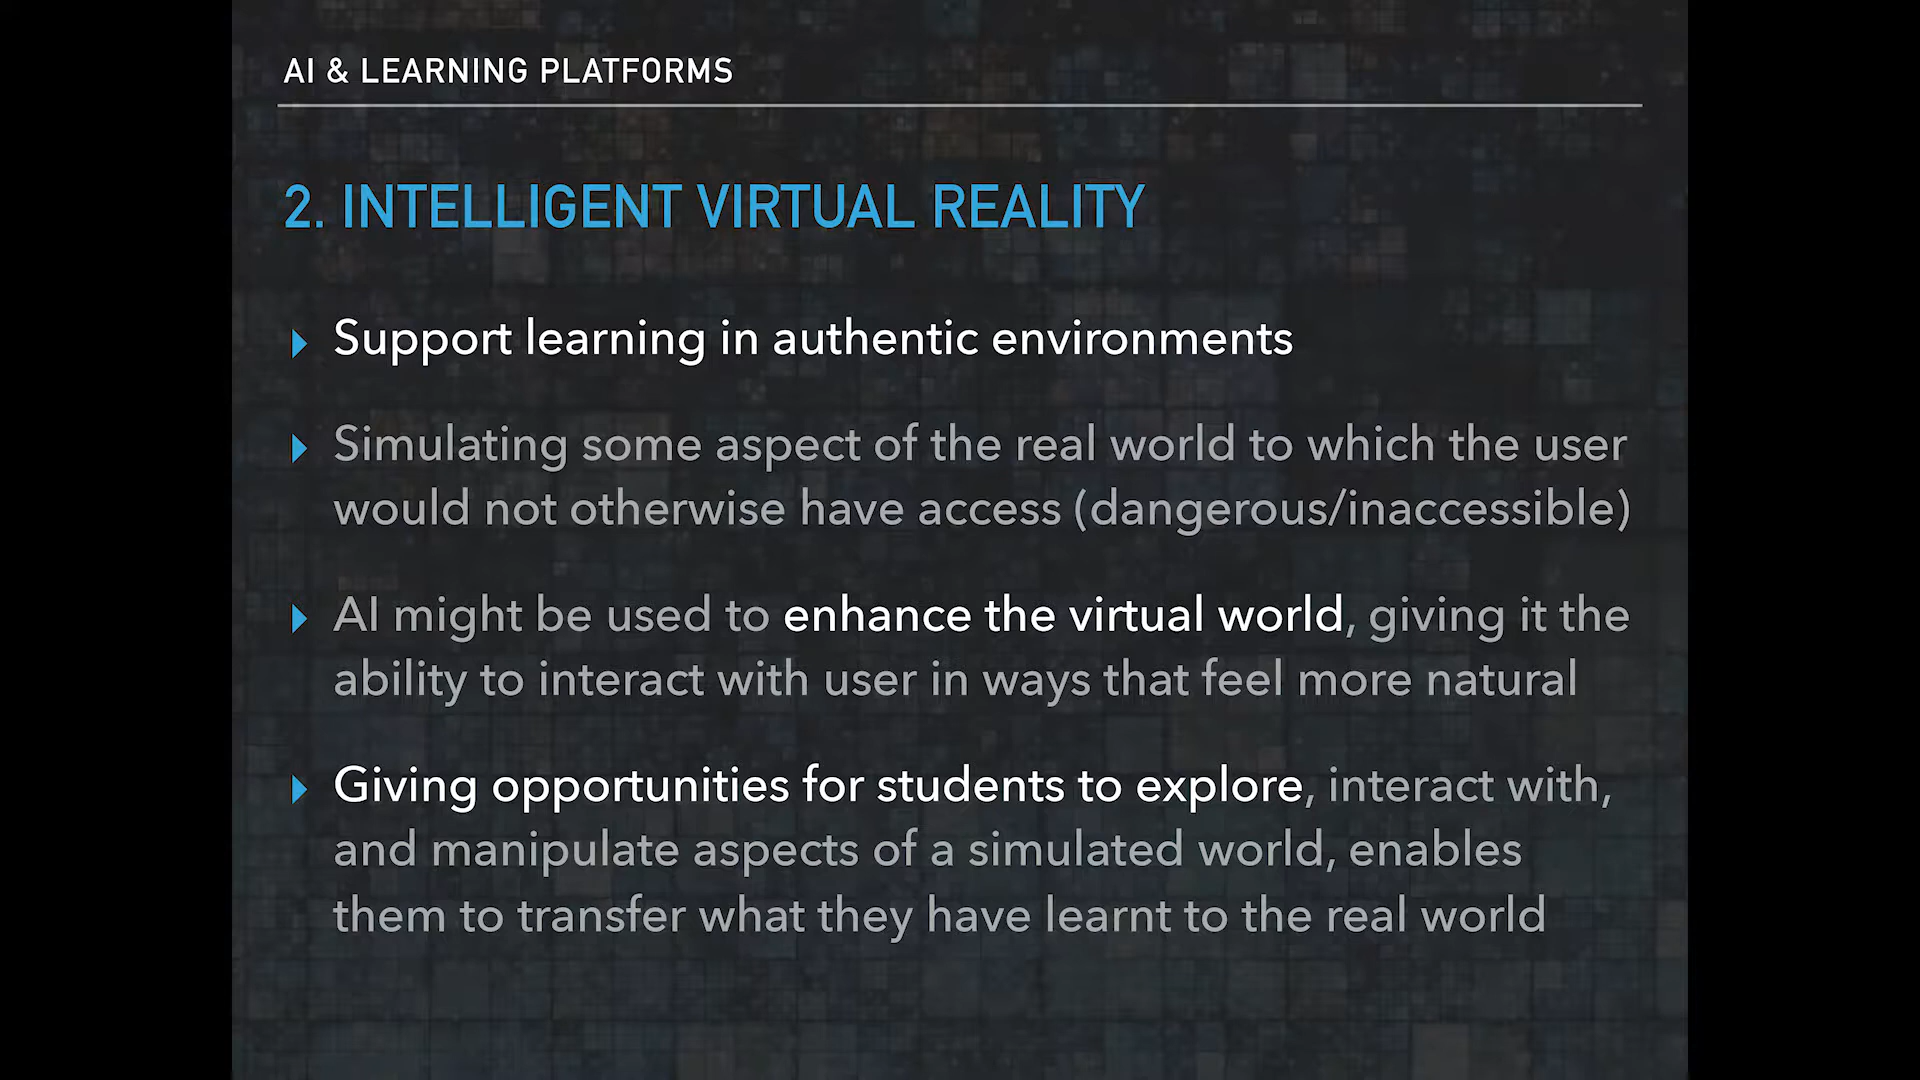 AI & LEARNING PLATFORMS
2. INTELLIGENT VIRTUAL REALITY
Support learning in authentic environments
Simulating some aspect of the real world to which the user
would not otherwise have access (dangerous/inaccessible)
AI might be used to enhance the virtual world, giving it the
ability to interact with user in ways that feel more natural
Giving opportunities for students to explore, interact with,
and manipulate aspects of a simulated world, enables
them to transfer what they have learnt to the real world